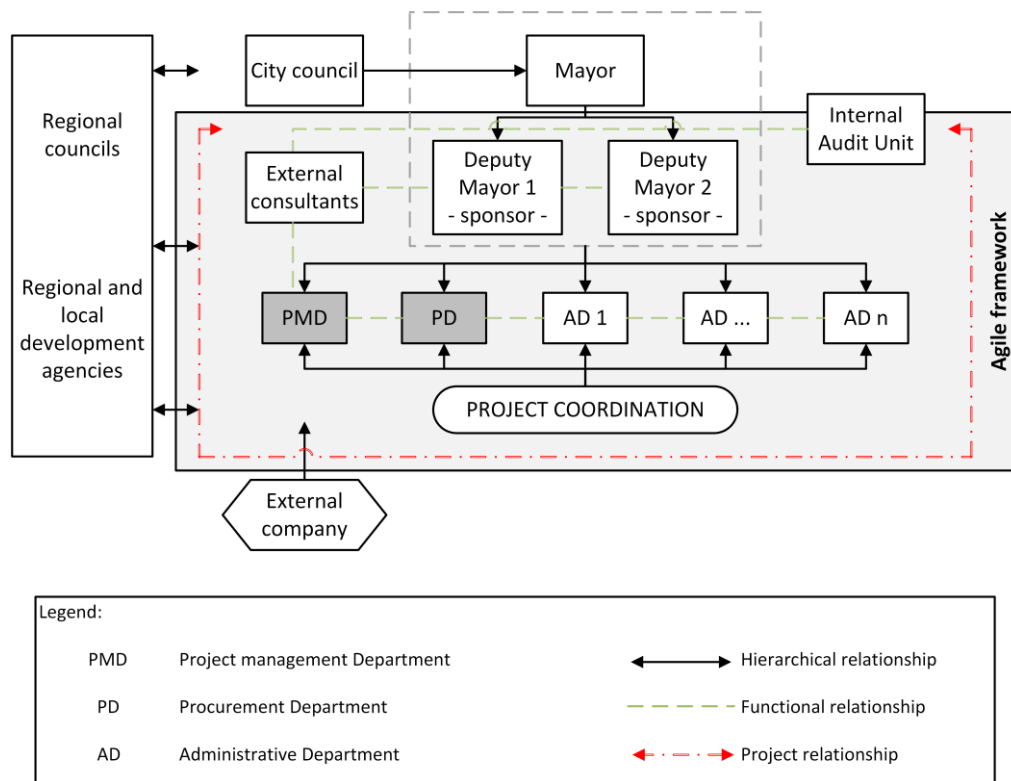 Regional
councils
Regional and
local
development
agencies
City council
Mayor
Internal
Audit Unit
External
consultants
Deputy
Mayor 1
- sponsor -
Deputy
Mayor 2
- sponsor -
Agile framework
PMD
PD
AD 1
AD ...
AD n
PROJECT COORDINATION
External
company
Legend:
PMD Project management Department
Hierarchical relationship
PD Procurement Department
Functional relationship
AD Administrative Department
Project relationship